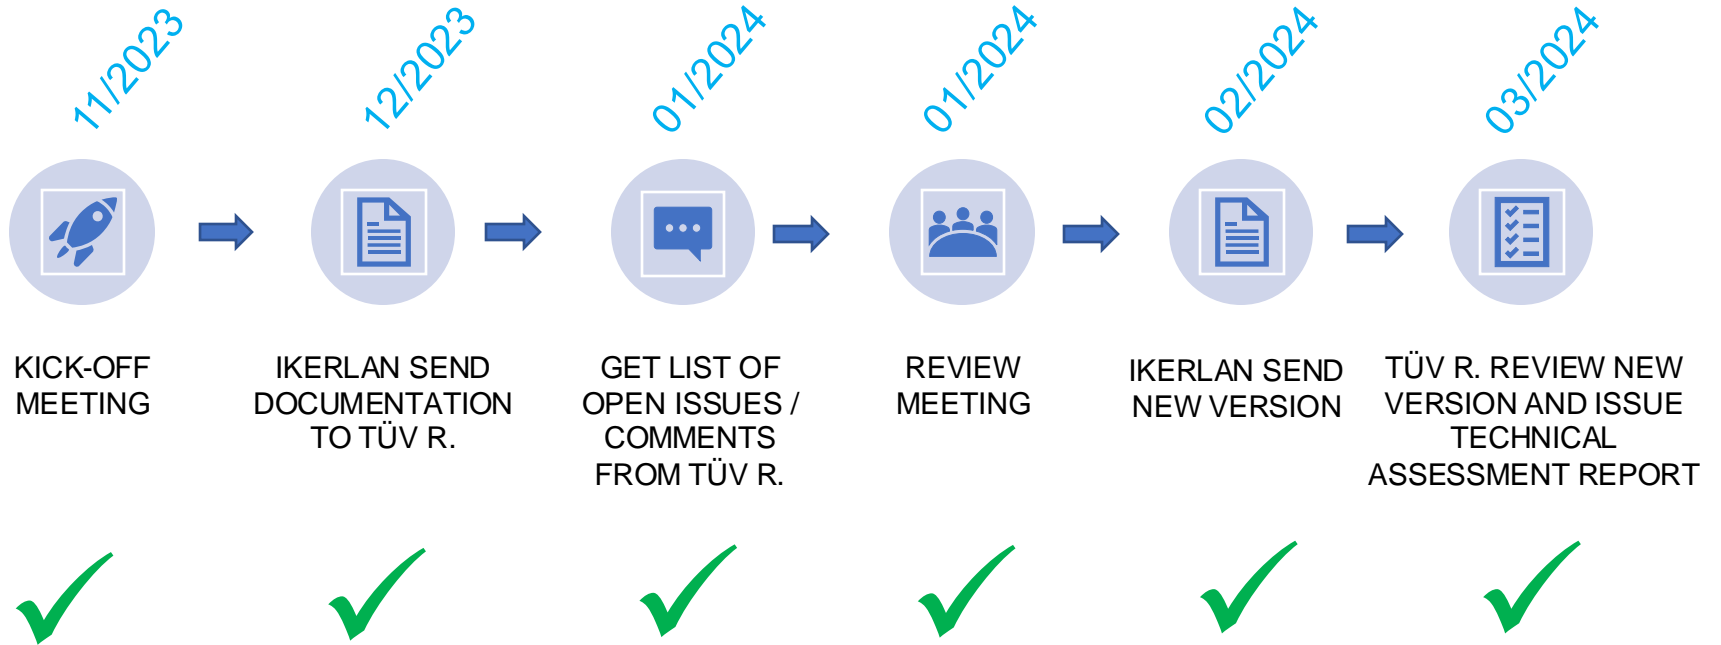 11/2023
12/2023
01/2024
01/2024
02/2024
03/2024
KICK-OFF
MEETING
IKERLAN SEND
DOCUMENTATION
TO TÜV R.
GET LIST OF
OPEN ISSUES /
COMMENTS
FROM TÜV R.
REVIEW
MEETING
IKERLAN SEND
NEW VERSION
TÜV R. REVIEW NEW
VERSION AND ISSUE
TECHNICAL
ASSESSMENT REPORT